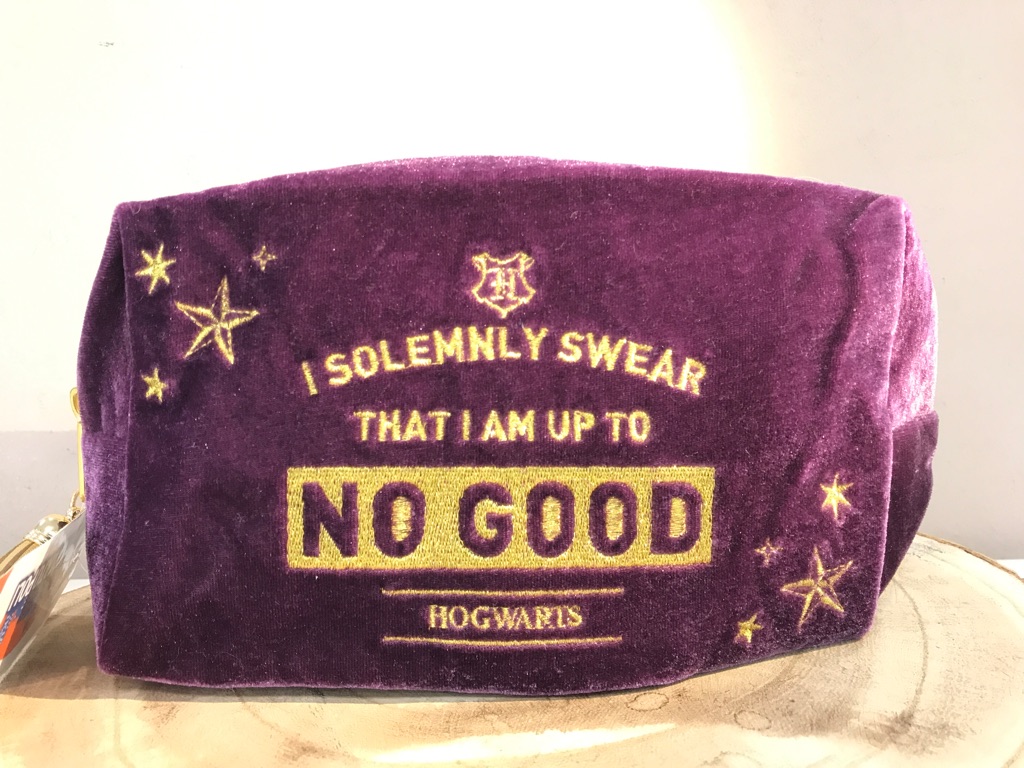 H
I SOLEMNLY SWEAR
THAT I AM UP TO
NO GOOD
HOGWARTS